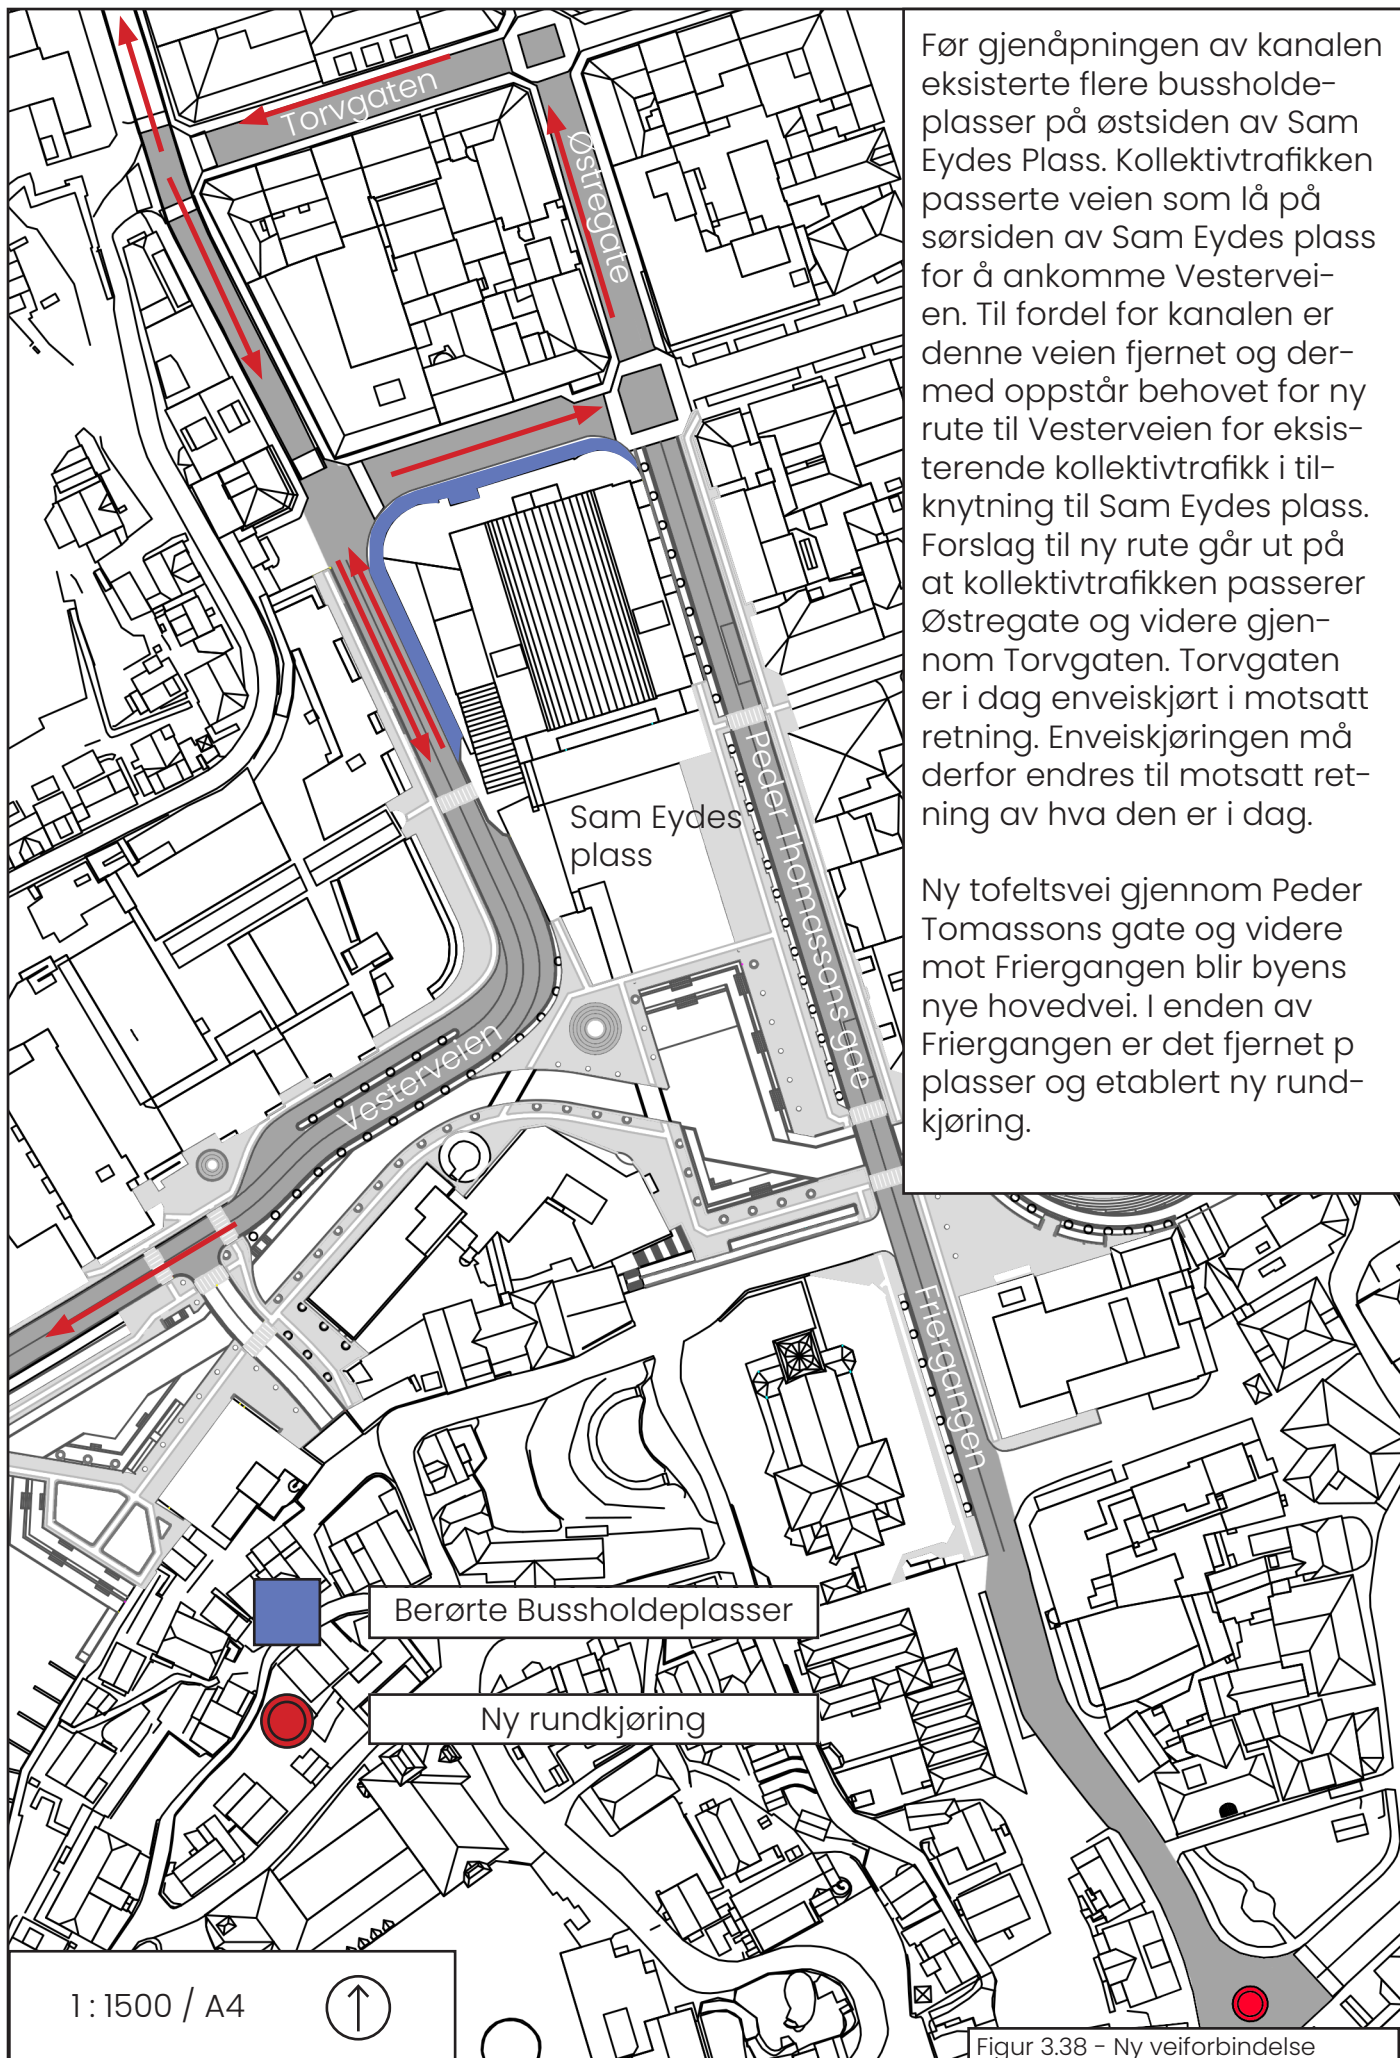 Torvgaten
Østregate
Før gjenåpningen av kanalen
eksisterte flere bussholde-
plasser på østsiden av Sam
Eydes Plass. Kollektivtrafikken
passerte veien som lå på
sørsiden av Sam Eydes plass
for å ankomme Vestervei-
en. Til fordel for kanalen er
denne veien fjernet og der-
med oppstår behovet for ny
rute til Vesterveien for eksis-
terende kollektivtrafikk i til-
knytning til Sam Eydes plass.
Forslag til ny rute går ut på
at kollektivtrafikken passerer
Østregate og videre gjen-
nom Torvgaten. Torvgaten
er i dag enveiskjørt i motsatt
retning. Enveiskjøringen må
derfor endres til motsatt ret-
ning av hva den er i dag.
Ny tofeltsvei gjennom Peder
Tomassons gate og videre
mot Friergangen blir byens
nye hovedvei. I enden av
Friergangen er det fjernet p
plasser og etablert ny rund-
kjøring.
Sam Eydes
plass
Peder Thomassons gae
Vesterveien
Friergangen
Berørte Bussholdeplasser
Ny rundkjøring
1 : 1500 / A4
Figur 3.38 - Ny veiforbindelse